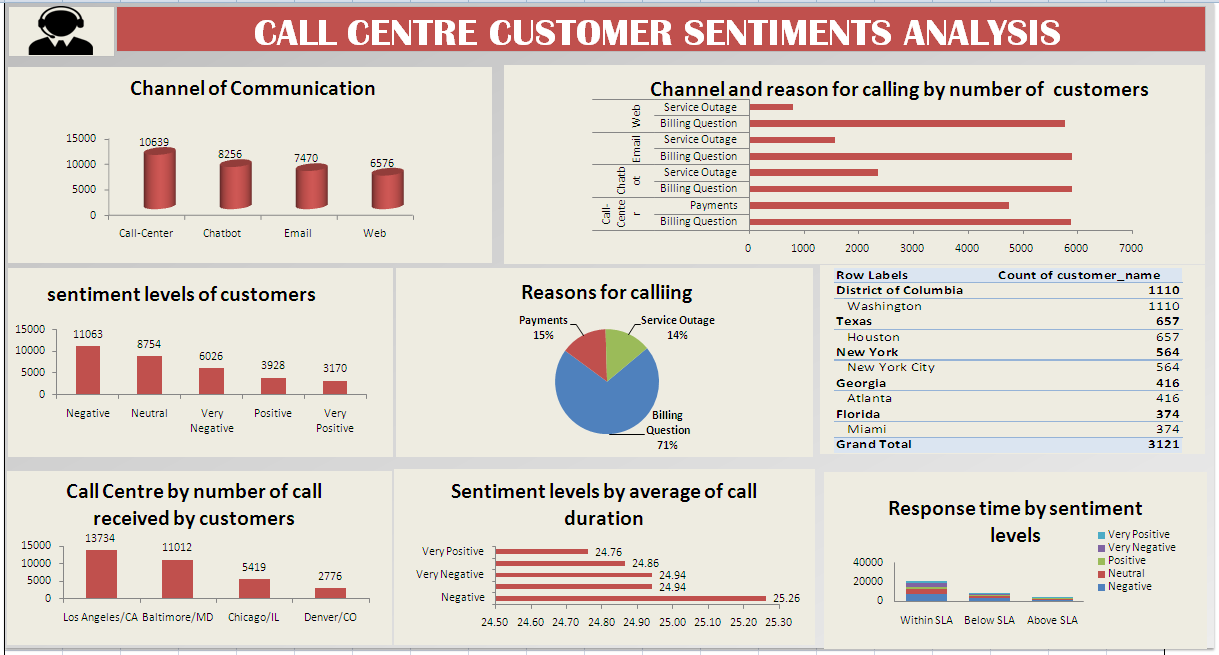 CALL CENTRE CUSTOMER SENTIMENTS ANALYSIS
Channel of Communication
15000
10000
5000
0
10639
8256
7470
6576
Call-Center
Chatbot
Email
Web
Channel and reason for calling by number of customers
Web
Service Outage
Billing Question
Email
Service Outage
Billing Question
Chatb
ot
Service Outage
Billing Question
Call-
Cente
r
Payments
Billing Question
0 1000 2000 3000 4000 5000 6000 7000
sentiment levels of customers
15000
10000
5000
0
11063
8754
6026
3928
3170
Negative
Neutral
Very
Negative
Positive
Very
Positive
Reasons for calliing
Payments
15%
Service Outage
14%
Billing
Question
71%
Row Labels Count of customer_name
District of Columbia 1110
Washington 1110
Texas 657
Houston 657
New York 564
New York City 564
Georgia 416
Atlanta 416
Florida 374
Miami 374
Grand Total 3121
Call Centre by number of call
received by customers
15000
10000
5000
0
13734
11012
5419
2776
Los Angeles/CA
Baltimore/MD
Chicago/IL
Denver/CO
Sentiment levels by average of call
duration
Very Positive 24.76
24.86
Very Negative 24.94
24.94
Negative 25.26
24.50 24.60 24.70 24.80 24.90 25.00 25.10 25.20 25.30
Response time by sentiment
levels
40000
20000
0
Within SLA
Below SLA
Above SLA
Very Positive
Very Negative
Positive
Neutral
Negative